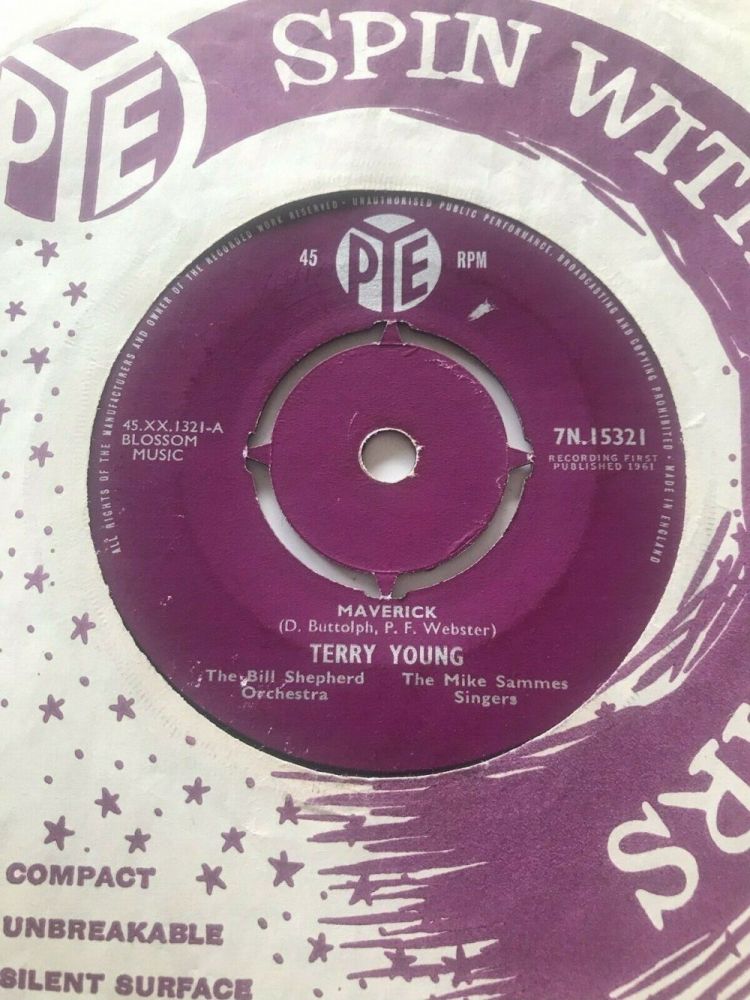 PYE
SPIN WITH
ALL RIGHTS OF THE MANUFACTURERS AND OWNER OF THE RECORDED WORK RESERVED · UNAUTHORISED PUBLIC PERFORMANCE, BROADCASTING AND COPYING PROHIBITED · MADE IN ENGLAND
45 PYE RPM
45.XX.1321-A
BLOSSOM
MUSIC
7N.15321
RECORDING FIRST
PUBLISHED 1961
MAVERICK
(D. Buttolph, P. F. Webster)
TERRY YOUNG
The Bill Shepherd The Mike Sammes
Orchestra Singers
COMPACT
UNBREAKABLE
SILENT SURFACE